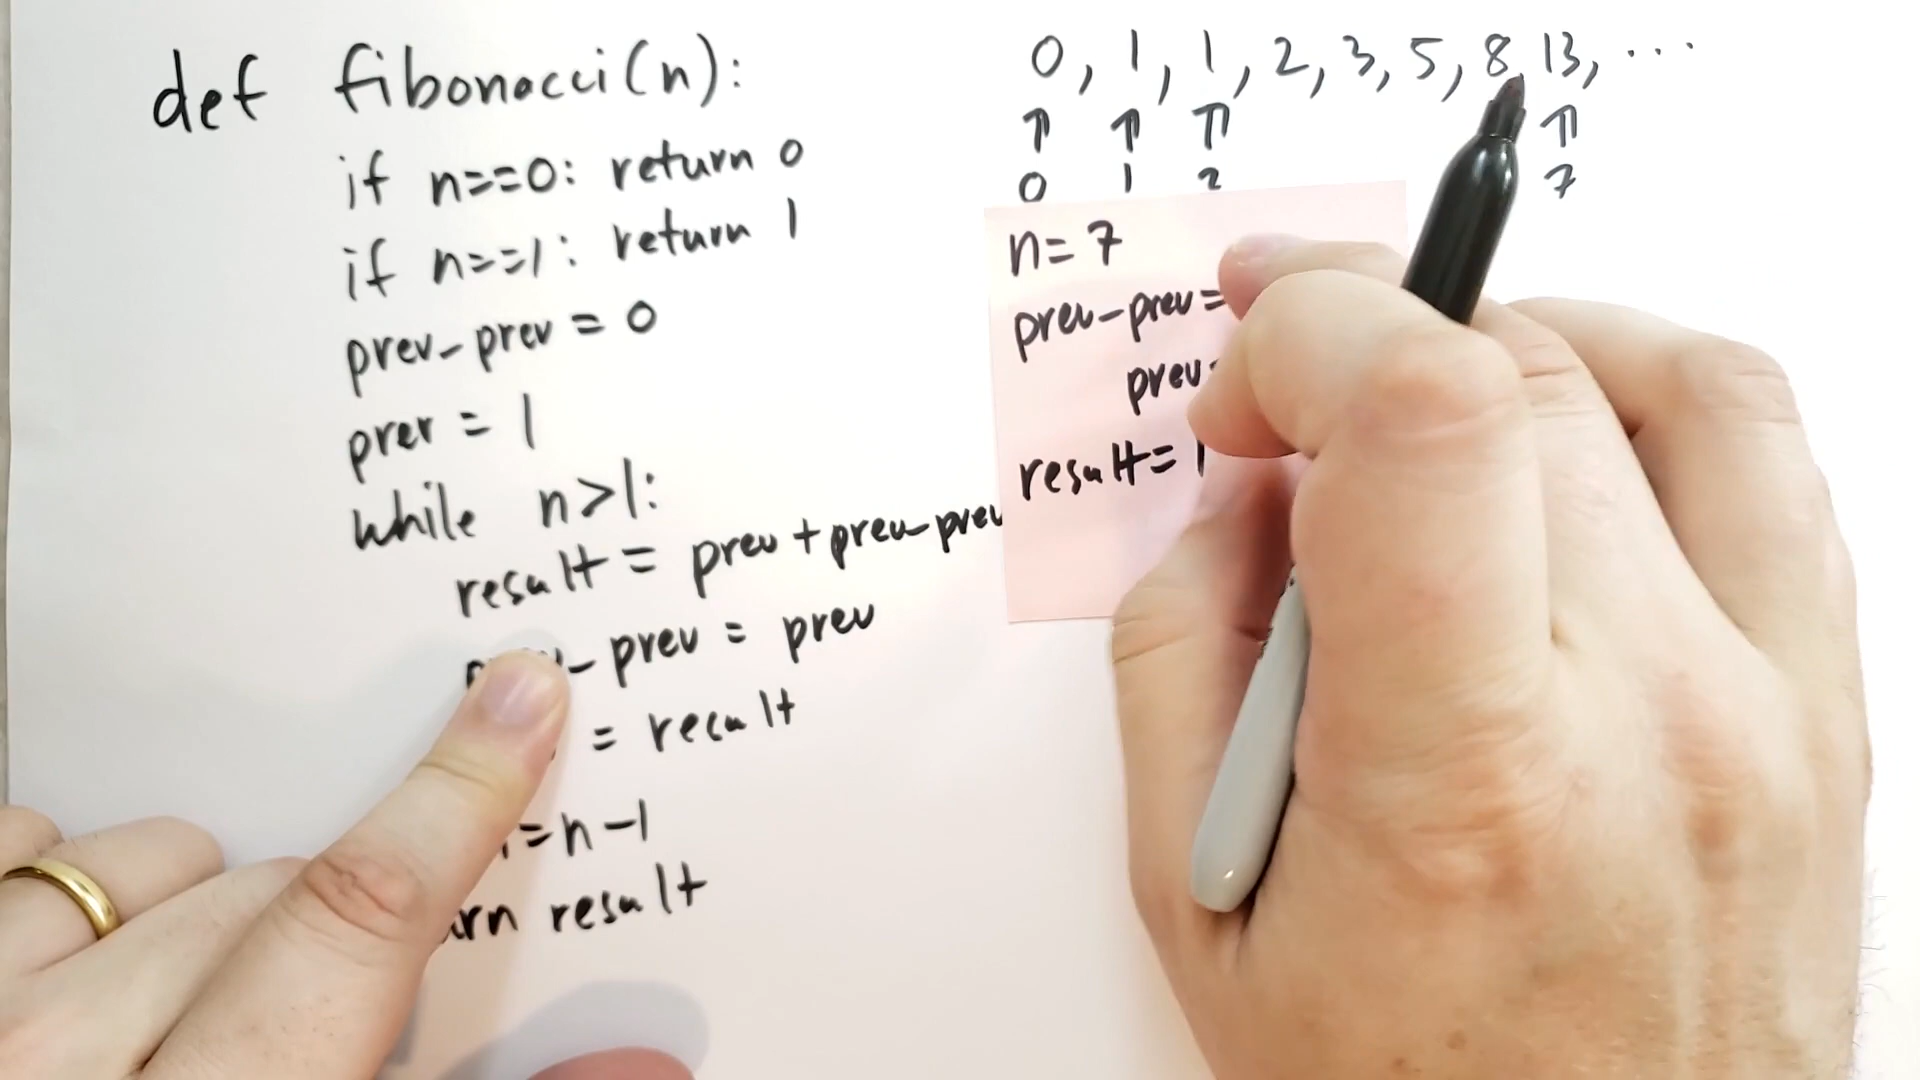 def fibonacci(n):
if n==0: return 0
if n==1: return 1
prev_prev = 0
prev = 1
while n>1:
result = prev + prev_prev
prev = prev
= result
=n-1
result
0, 1, 1, 2, 3, 5, 8, 13, ...
↑ ↑ ↑ ↑
0 1 2 7
n=7
prev_prev=
prev
result=1